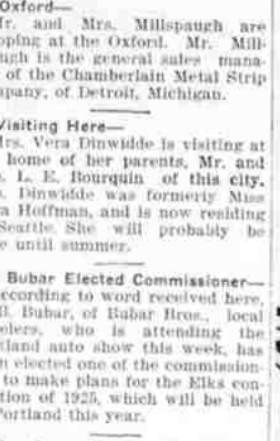 Oxford—
Mr. and Mrs. Millspaugh are
pping at the Oxford. Mr. Mill-
ugh is the general sales mana-
of the Chamberlain Metal Strip
mpany, of Detroit, Michigan.
Visiting Here—
Mrs. Vera Dinwidde is visiting at
home of her parents, Mr. and
s. L. E. Bourquin of this city.
s. Dinwidde was formerly Miss
a Hoffman, and is now residing
Seattle. She will probably be
e until summer.
Bubar Elected Commissioner—
ccording to word received here,
B. Bubar, of Bubar Bros., local
elers, who is attending the
tland auto show this week, has
n elected one of the commission-
to make plans for the Elks con-
tion of 1925, which will be held
Portland this year.